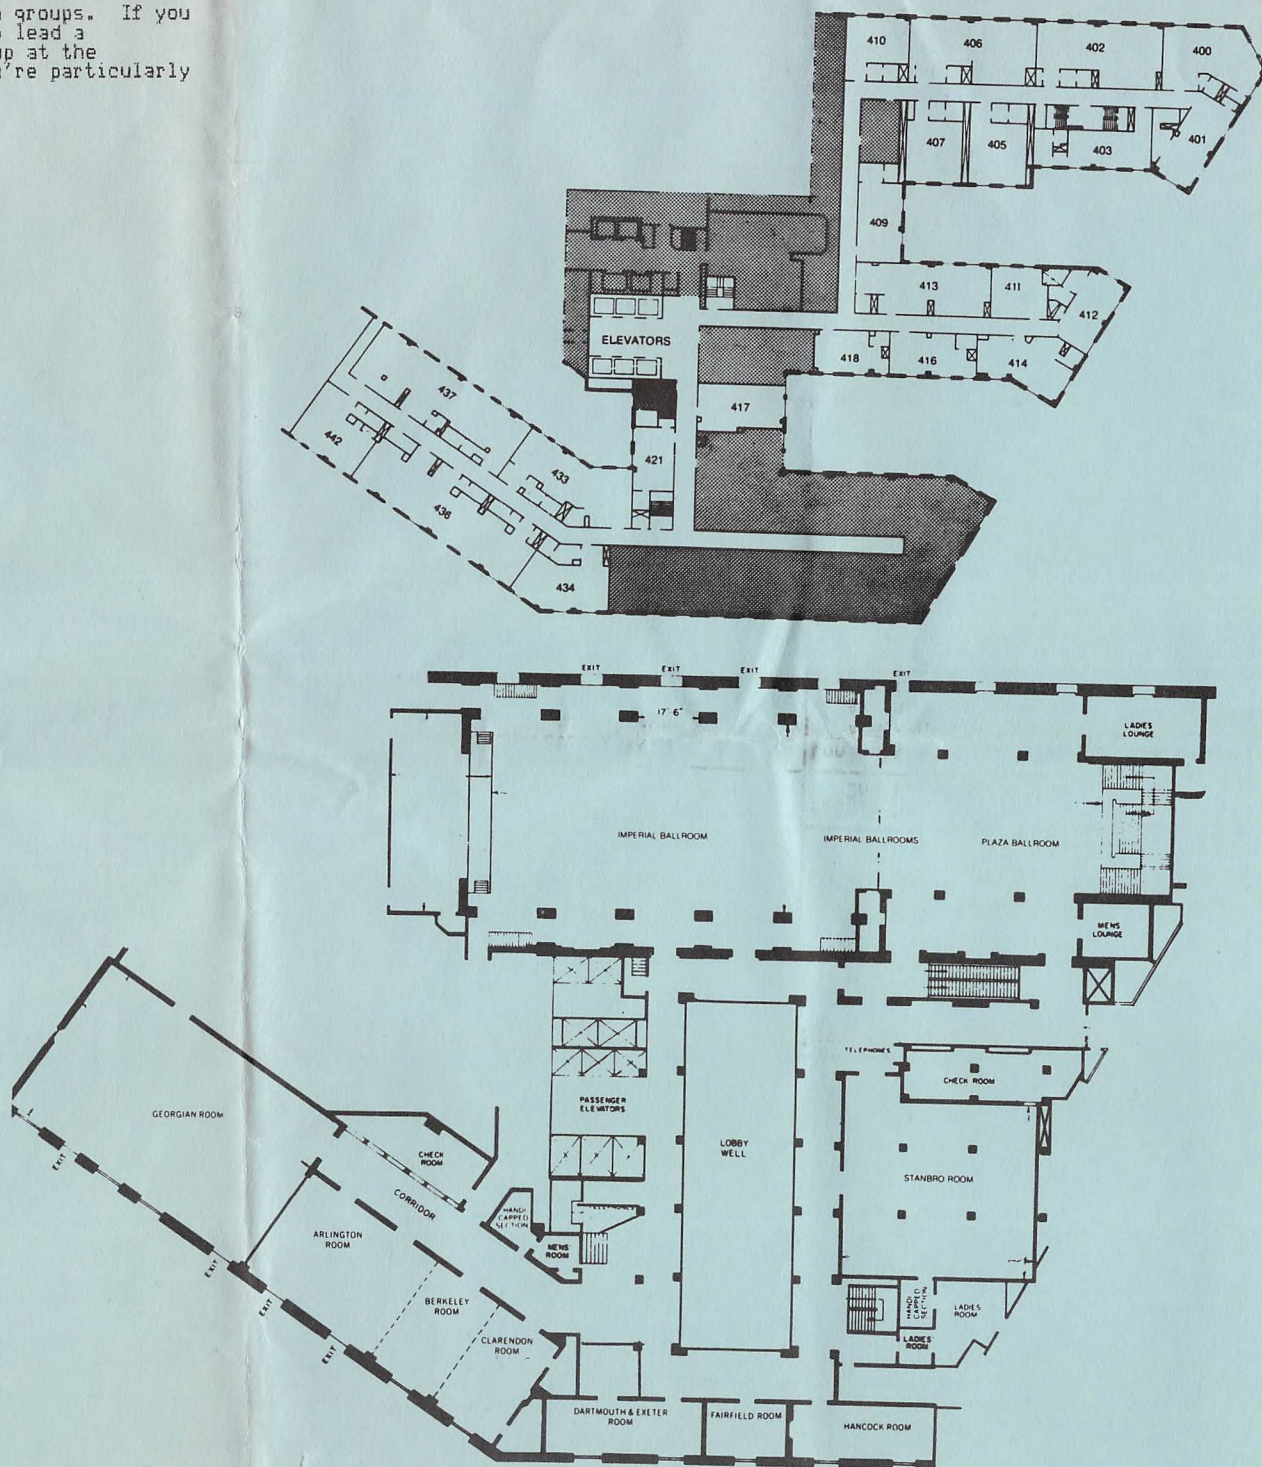 groups. If you
lead a
up at the
u're particularly
410
406
402
400
407
405
403
401
409
413
411
412
ELEVATORS
418
416
414
437
417
442
433
421
436
434
EXIT
EXIT
EXIT
EXIT
17'-6"
LADIES
LOUNGE
IMPERIAL BALLROOM
IMPERIAL BALLROOMS
PLAZA BALLROOM
MENS
LOUNGE
TELEPHONES
CHECK ROOM
PASSENGER
ELEVATORS
GEORGIAN ROOM
LOBBY
WELL
CHECK
ROOM
EXIT
STANBRO ROOM
CORRIDOR
HANDI
CAPPED
SECTION
ARLINGTON
ROOM
MENS
ROOM
EXIT
BERKELEY
ROOM
EXIT
HANDI
CAPPED
SECTION
LADIES
ROOM
CLARENDON
ROOM
LADIES'
ROOM
EXIT
DARTMOUTH & EXETER
ROOM
FAIRFIELD ROOM
HANCOCK ROOM